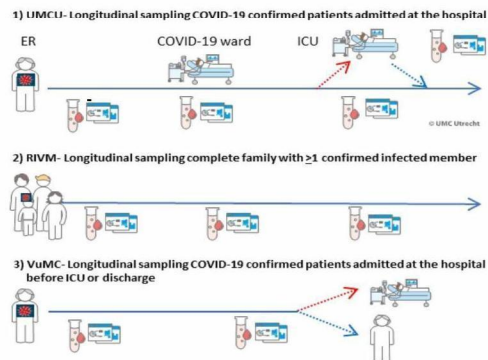 1) UMCU- Longitudinal sampling COVID-19 confirmed patients admitted at the hospital
ER COVID-19 ward ICU
© UMC Utrecht
2) RIVM- Longitudinal sampling complete family with >1 confirmed infected member
3) VuMC- Longitudinal sampling COVID-19 confirmed patients admitted at the hospital
before ICU or discharge